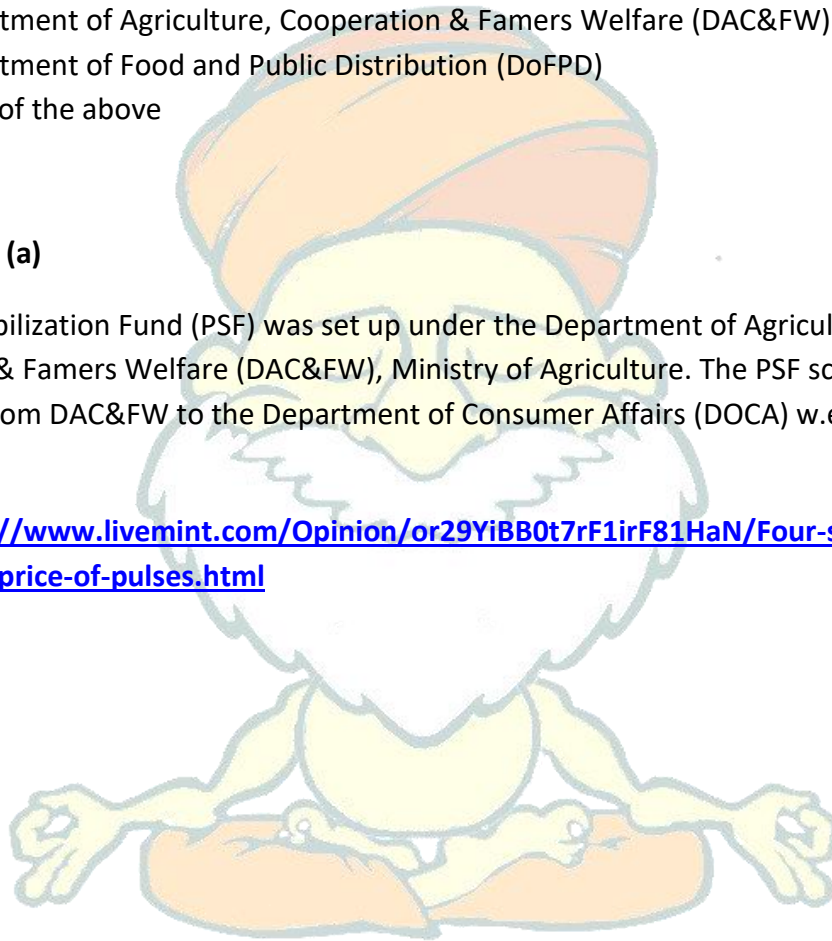 tment of Agriculture, Cooperation & Famers Welfare (DAC&FW)
tment of Food and Public Distribution (DoFPD)
of the above
(a)
bilization Fund (PSF) was set up under the Department of Agricul
& Famers Welfare (DAC&FW), Ministry of Agriculture. The PSF sc
om DAC&FW to the Department of Consumer Affairs (DOCA) w.e
//www.livemint.com/Opinion/or29YiBB0t7rF1irF81HaN/Four-s
price-of-pulses.html